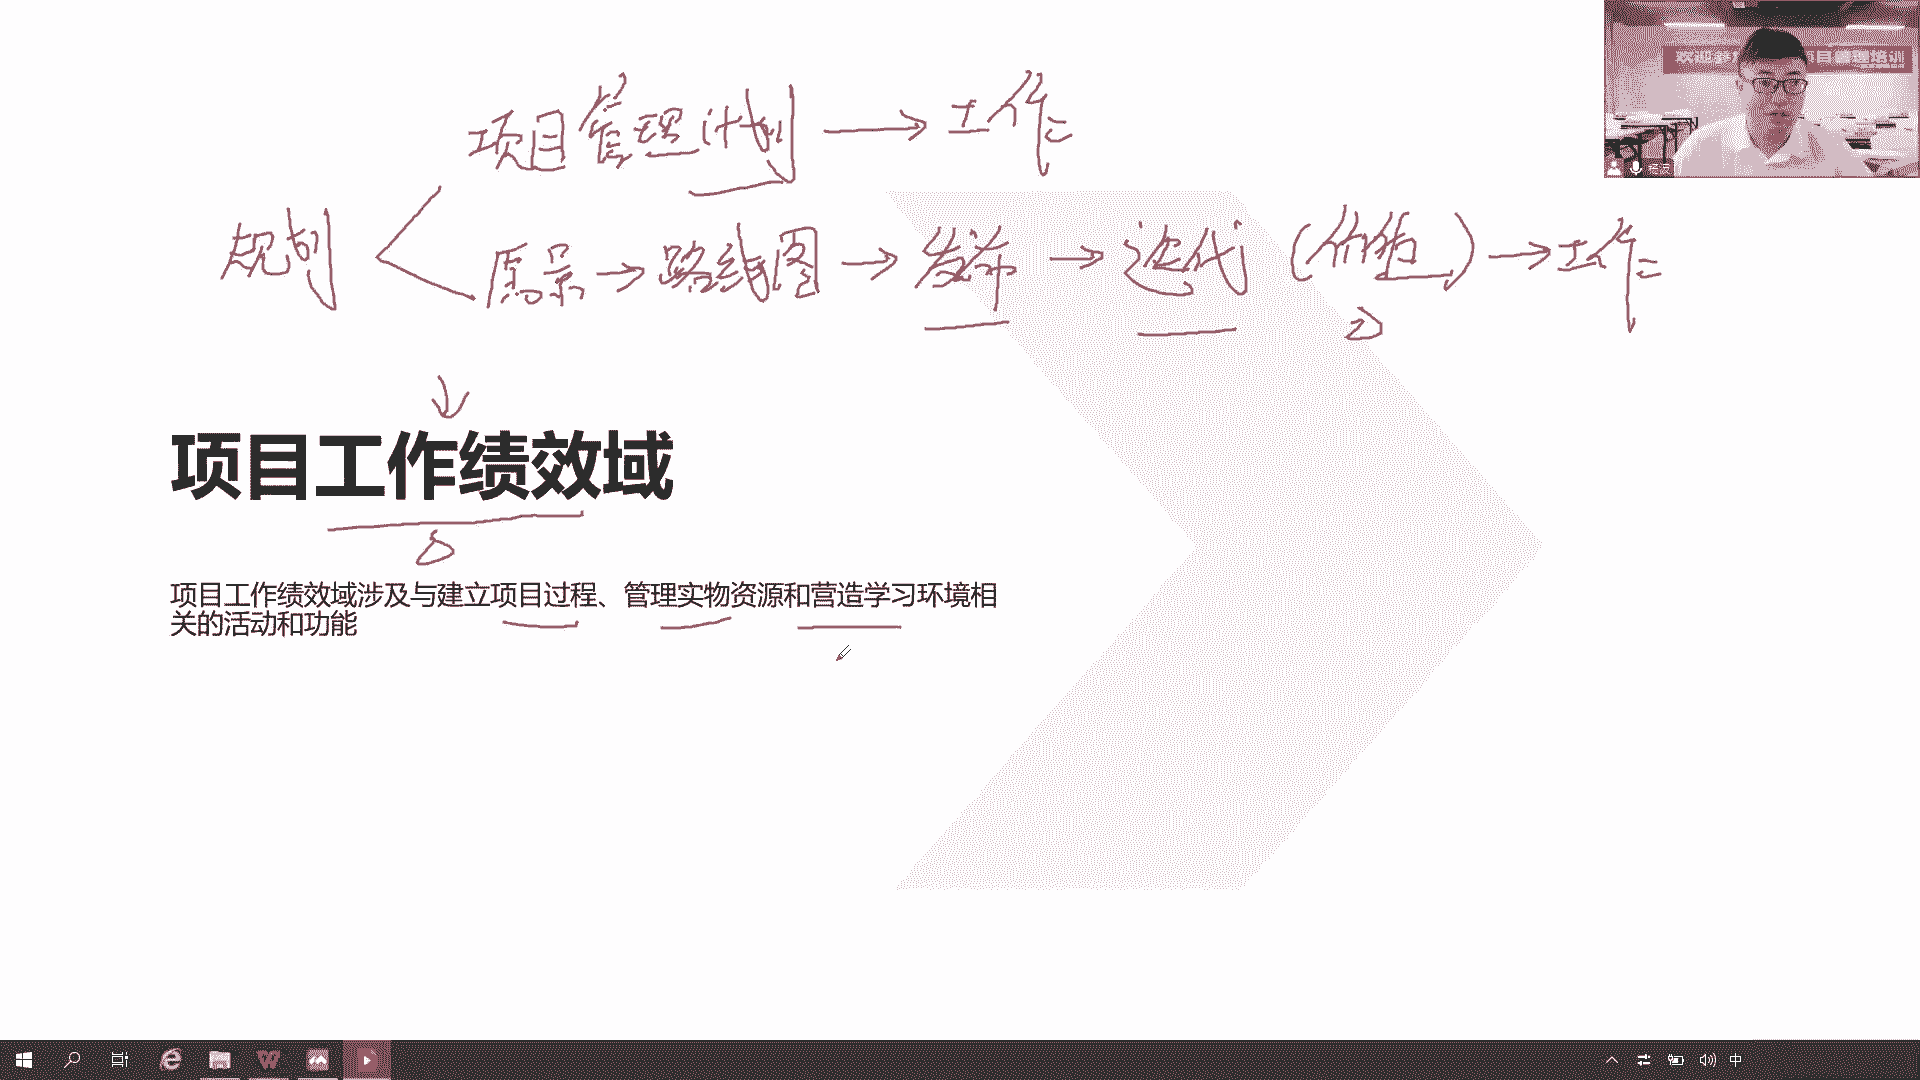 项目管理计划 → 工作
规划
愿景 → 路线图 → 发布 → 迭代 (价值) → 工作
②
项目工作绩效域
项目工作绩效域涉及与建立项目过程、管理实物资源和营造学习环境相
关的活动和功能
欢迎参 项目管理培训
中